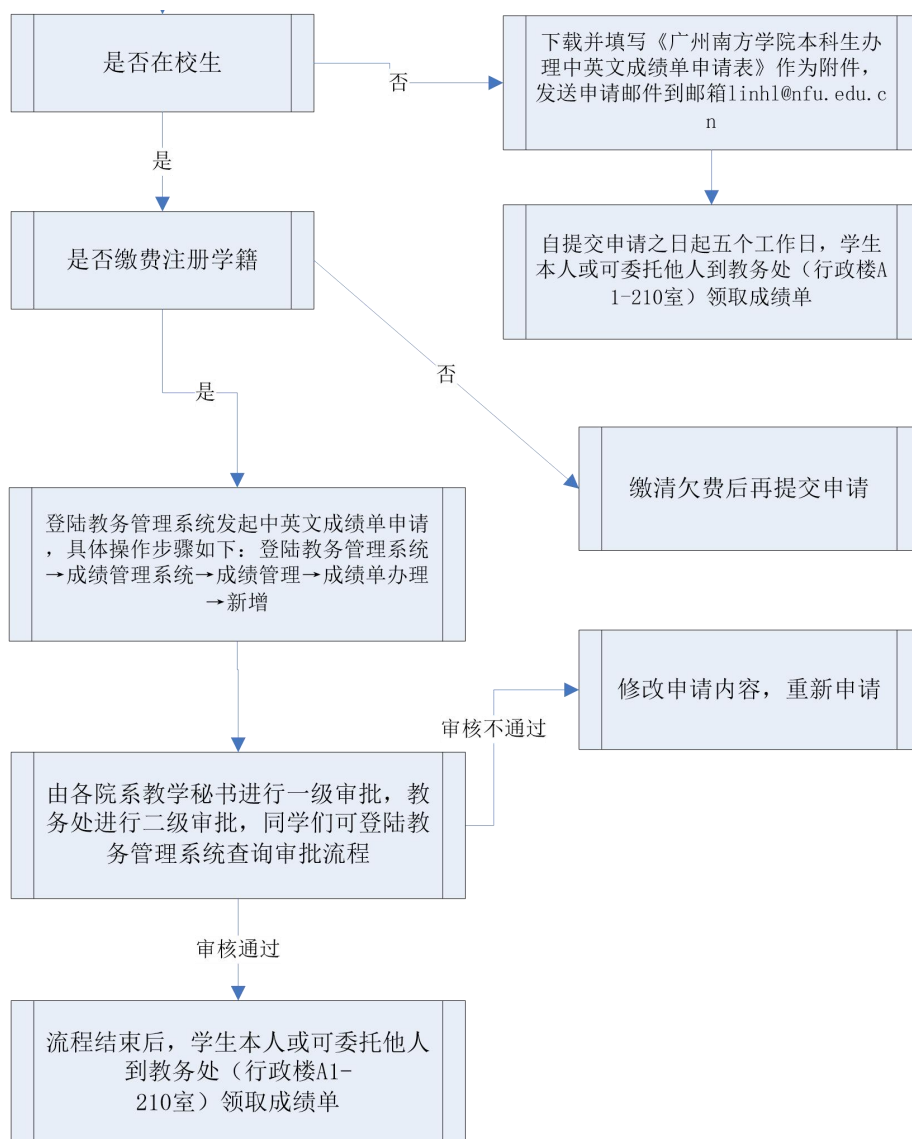 是否在校生
否
下载并填写《广州南方学院本科生办
理中英文成绩单申请表》作为附件，
发送申请邮件到邮箱linhl@nfu.edu.c
n
是
是否缴费注册学籍
自提交申请之日起五个工作日，学生
本人或可委托他人到教务处（行政楼A
1-210室）领取成绩单
否
是
缴清欠费后再提交申请
登陆教务管理系统发起中英文成绩单申请
，具体操作步骤如下：登陆教务管理系统
→成绩管理系统→成绩管理→成绩单办理
→新增
修改申请内容，重新申请
审核不通过
由各院系教学秘书进行一级审批，教
务处进行二级审批，同学们可登陆教
务管理系统查询审批流程
审核通过
流程结束后，学生本人或可委托他人
到教务处（行政楼A1-
210室）领取成绩单